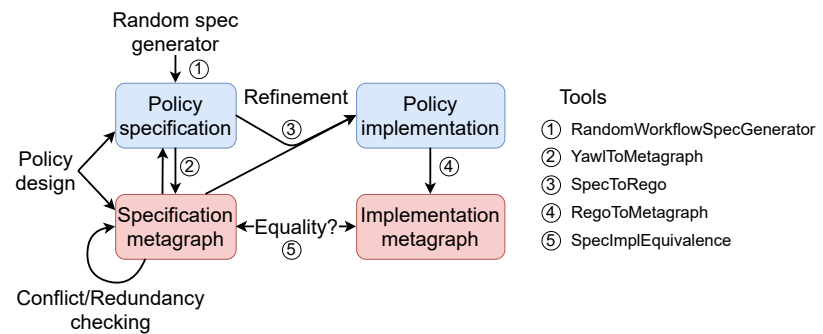 Random spec
generator
①
Policy
specification
Refinement
③
Policy
implementation
Policy
design
②
④
Specification
metagraph
Equality?
⑤
Implementation
metagraph
Conflict/Redundancy
checking
Tools
① RandomWorkflowSpecGenerator
② YawlToMetagraph
③ SpecToRego
④ RegoToMetagraph
⑤ SpecImplEquivalence